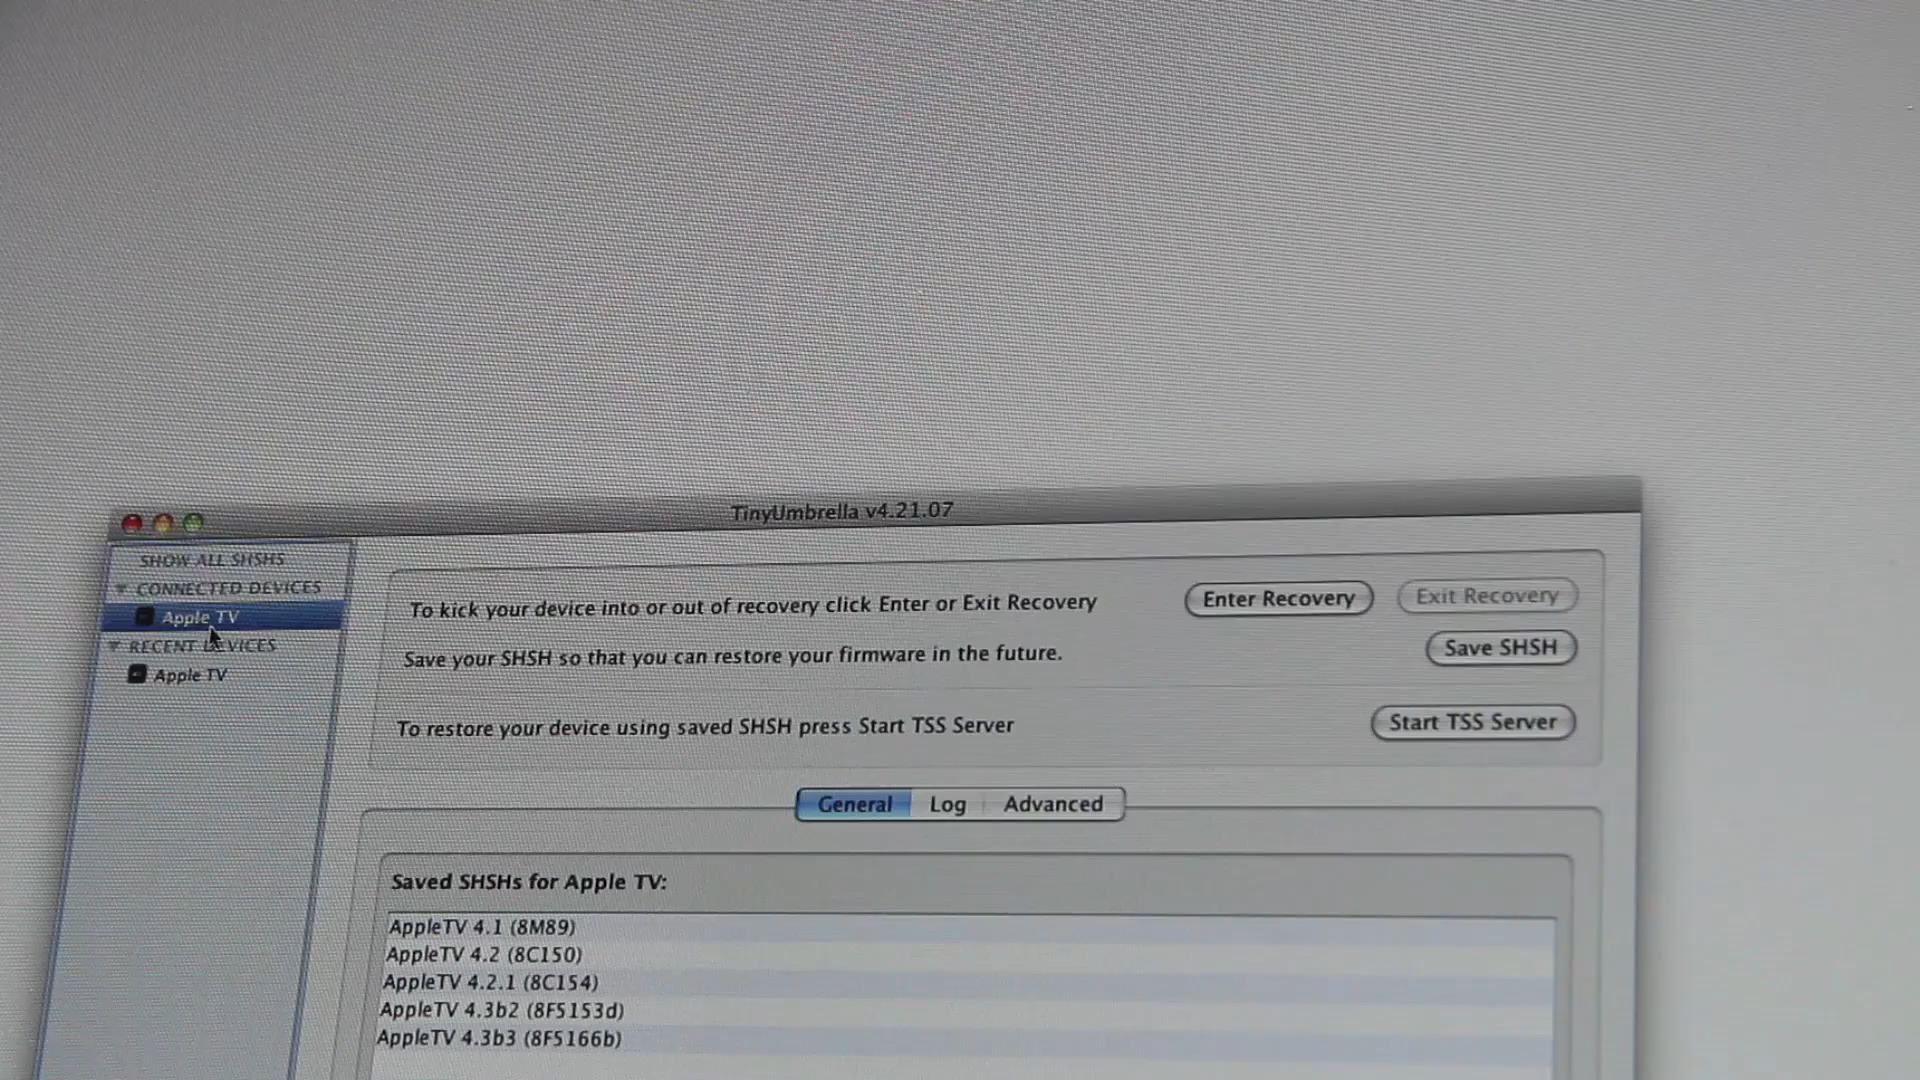 TinyUmbrella v4.21.07
SHOW ALL SHSHS
CONNECTED DEVICES
Apple TV
RECENT DEVICES
Apple TV
To kick your device into or out of recovery click Enter or Exit Recovery
Enter Recovery
Exit Recovery
Save your SHSH so that you can restore your firmware in the future.
Save SHSH
To restore your device using saved SHSH press Start TSS Server
Start TSS Server
General
Log
Advanced
Saved SHSHs for Apple TV:
AppleTV 4.1 (8M89)
AppleTV 4.2 (8C150)
AppleTV 4.2.1 (8C154)
AppleTV 4.3b2 (8F5153d)
AppleTV 4.3b3 (8F5166b)